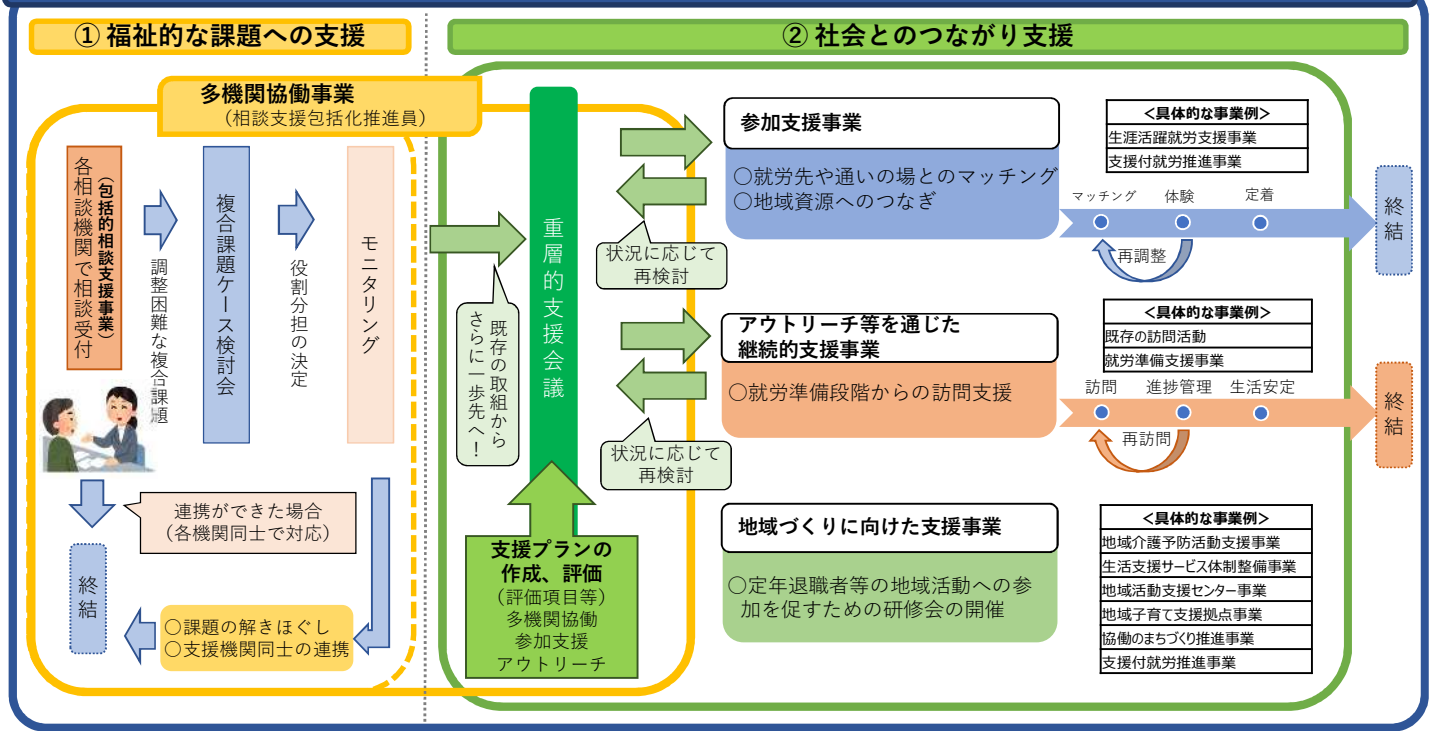 ① 福祉的な課題への支援
② 社会とのつながり支援
多機関協働事業
（相談支援包括化推進員）
各相談機関で相談受付
（包括的相談支援事業）
調整困難な複合課題
複合課題ケース検討会
役割分担の決定
モニタリング
連携ができた場合
（各機関同士で対応）
終結
○課題の解きほぐし
○支援機関同士の連携
既存の取組から
さらに一歩先へ！
重層的支援会議
支援プランの
作成、評価
（評価項目等）
多機関協働
参加支援
アウトリーチ
状況に応じて
再検討
状況に応じて
再検討
参加支援事業
○就労先や通いの場とのマッチング
○地域資源へのつなぎ
＜具体的な事業例＞
生涯活躍就労支援事業
支援付就労推進事業
マッチング 体験 定着
再調整
終結
アウトリーチ等を通じた
継続的支援事業
○就労準備段階からの訪問支援
＜具体的な事業例＞
既存の訪問活動
就労準備支援事業
訪問 進捗管理 生活安定
再訪問
終結
地域づくりに向けた支援事業
○定年退職者等の地域活動への参
加を促すための研修会の開催
＜具体的な事業例＞
地域介護予防活動支援事業
生活支援サービス体制整備事業
地域活動支援センター事業
地域子育て支援拠点事業
協働のまちづくり推進事業
支援付就労推進事業